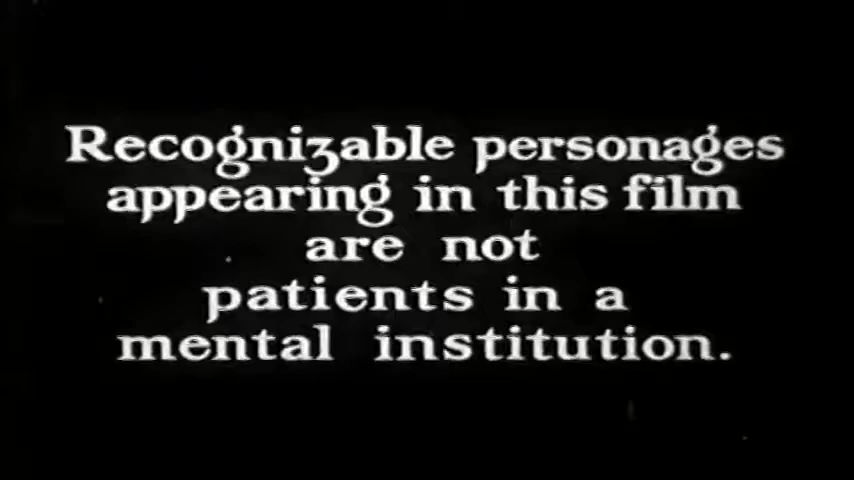 Recognizable personages
appearing in this film
are not
patients in a
mental institution.